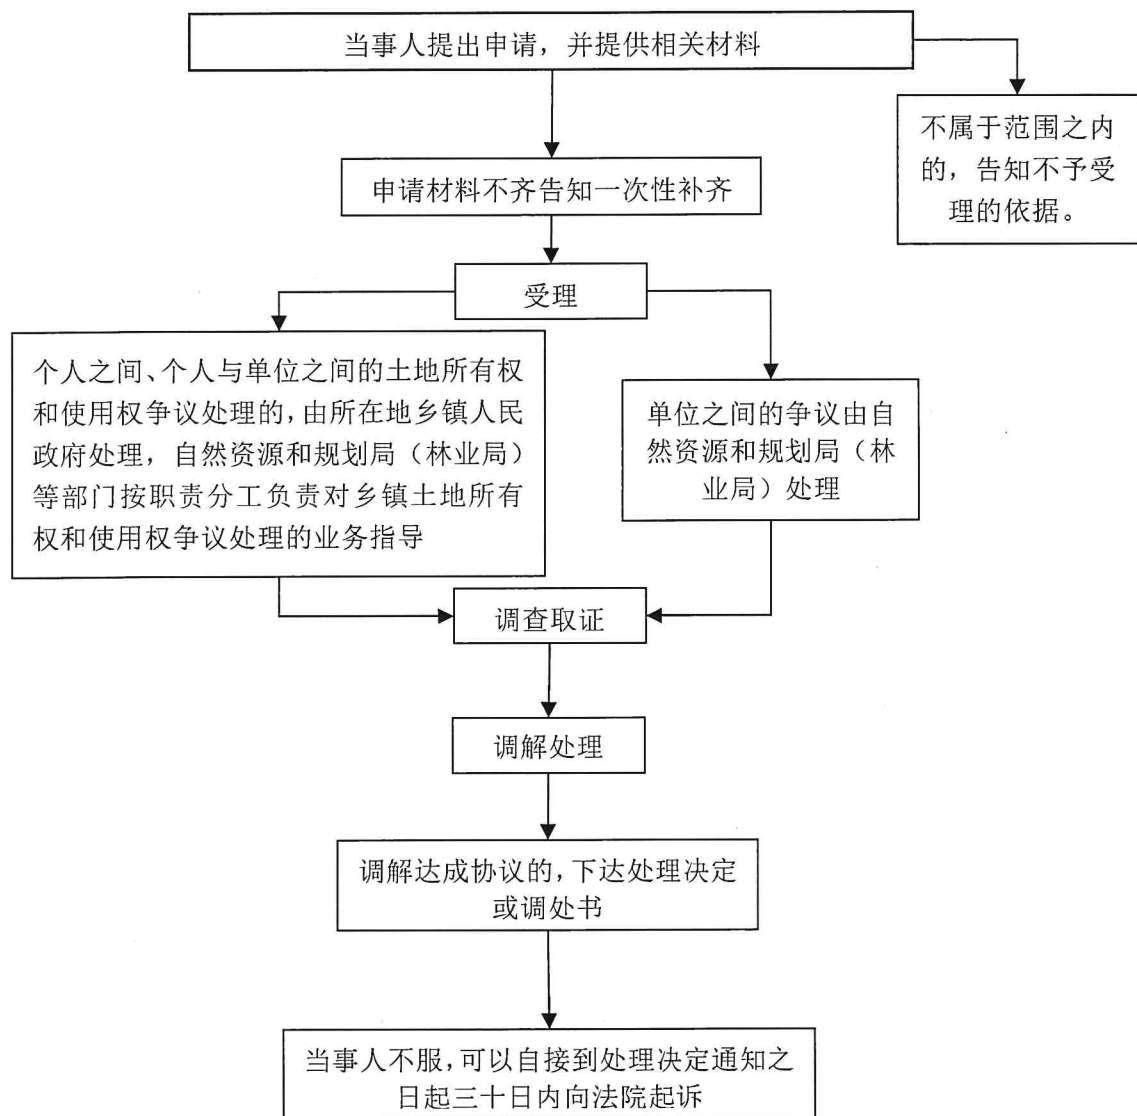 当事人提出申请，并提供相关材料
不属于范围之内
的，告知不予受
理的依据。
申请材料不齐告知一次性补齐
受理
个人之间、个人与单位之间的土地所有权
和使用权争议处理的，由所在地乡镇人民
政府处理，自然资源和规划局（林业局）
等部门按职责分工负责对乡镇土地所有
权和使用权争议处理的业务指导
单位之间的争议由自
然资源和规划局（林
业局）处理
调查取证
调解处理
调解达成协议的，下达处理决定
或调处书
当事人不服，可以自接到处理决定通知之
日起三十日内向法院起诉